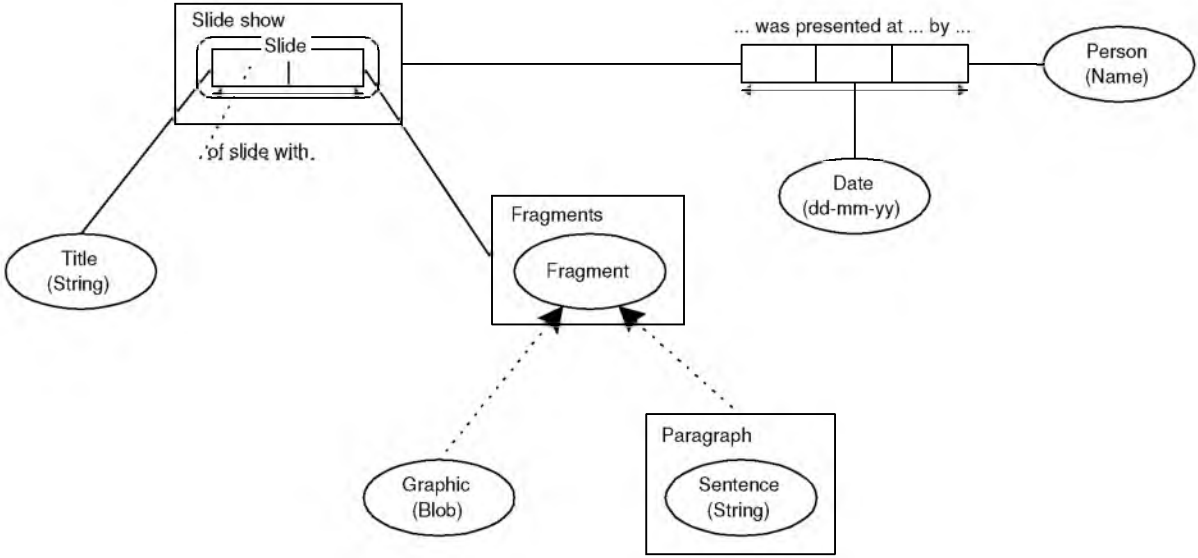 Slide show
Slide
of slide with
... was presented at ... by ...
Person
(Name)
Date
(dd-mm-yy)
Title
(String)
Fragments
Fragment
Graphic
(Blob)
Paragraph
Sentence
(String)